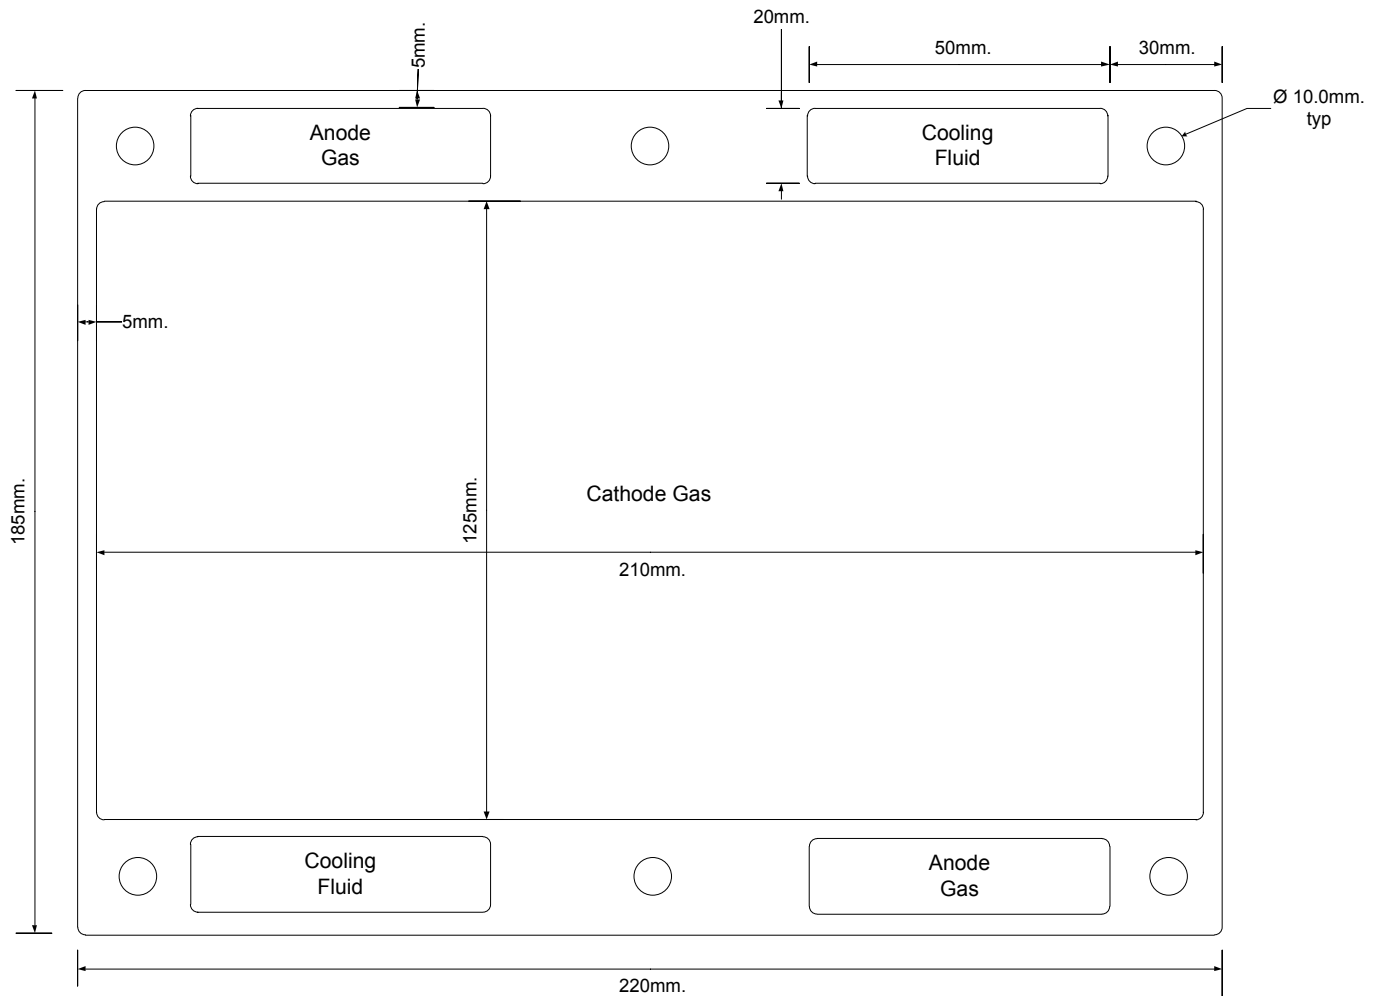 20mm.
5mm.
50mm.
30mm.
Ø 10.0mm.
typ
Anode
Gas
Cooling
Fluid
5mm.
185mm.
125mm.
Cathode Gas
210mm.
Cooling
Fluid
Anode
Gas
220mm.